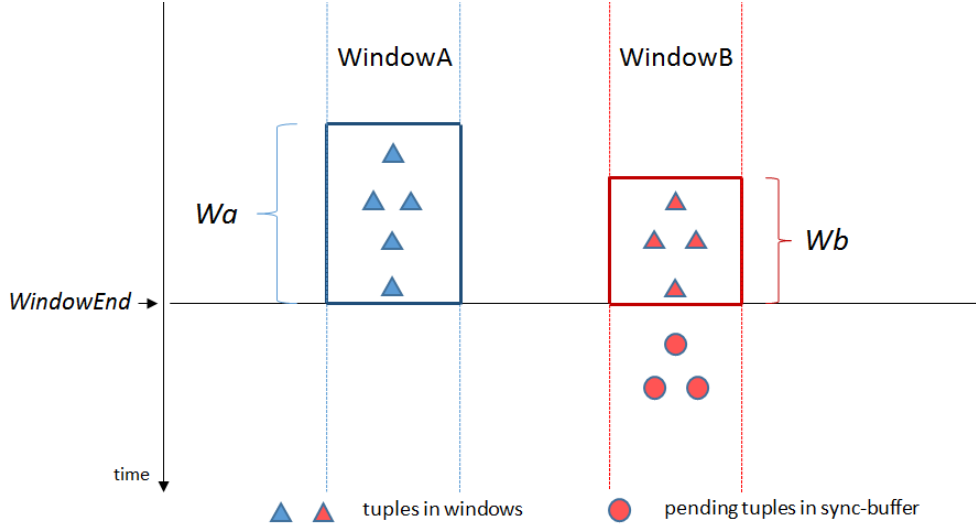 WindowA
WindowB
Wa
Wb
WindowEnd
time
tuples in windows
pending tuples in sync-buffer